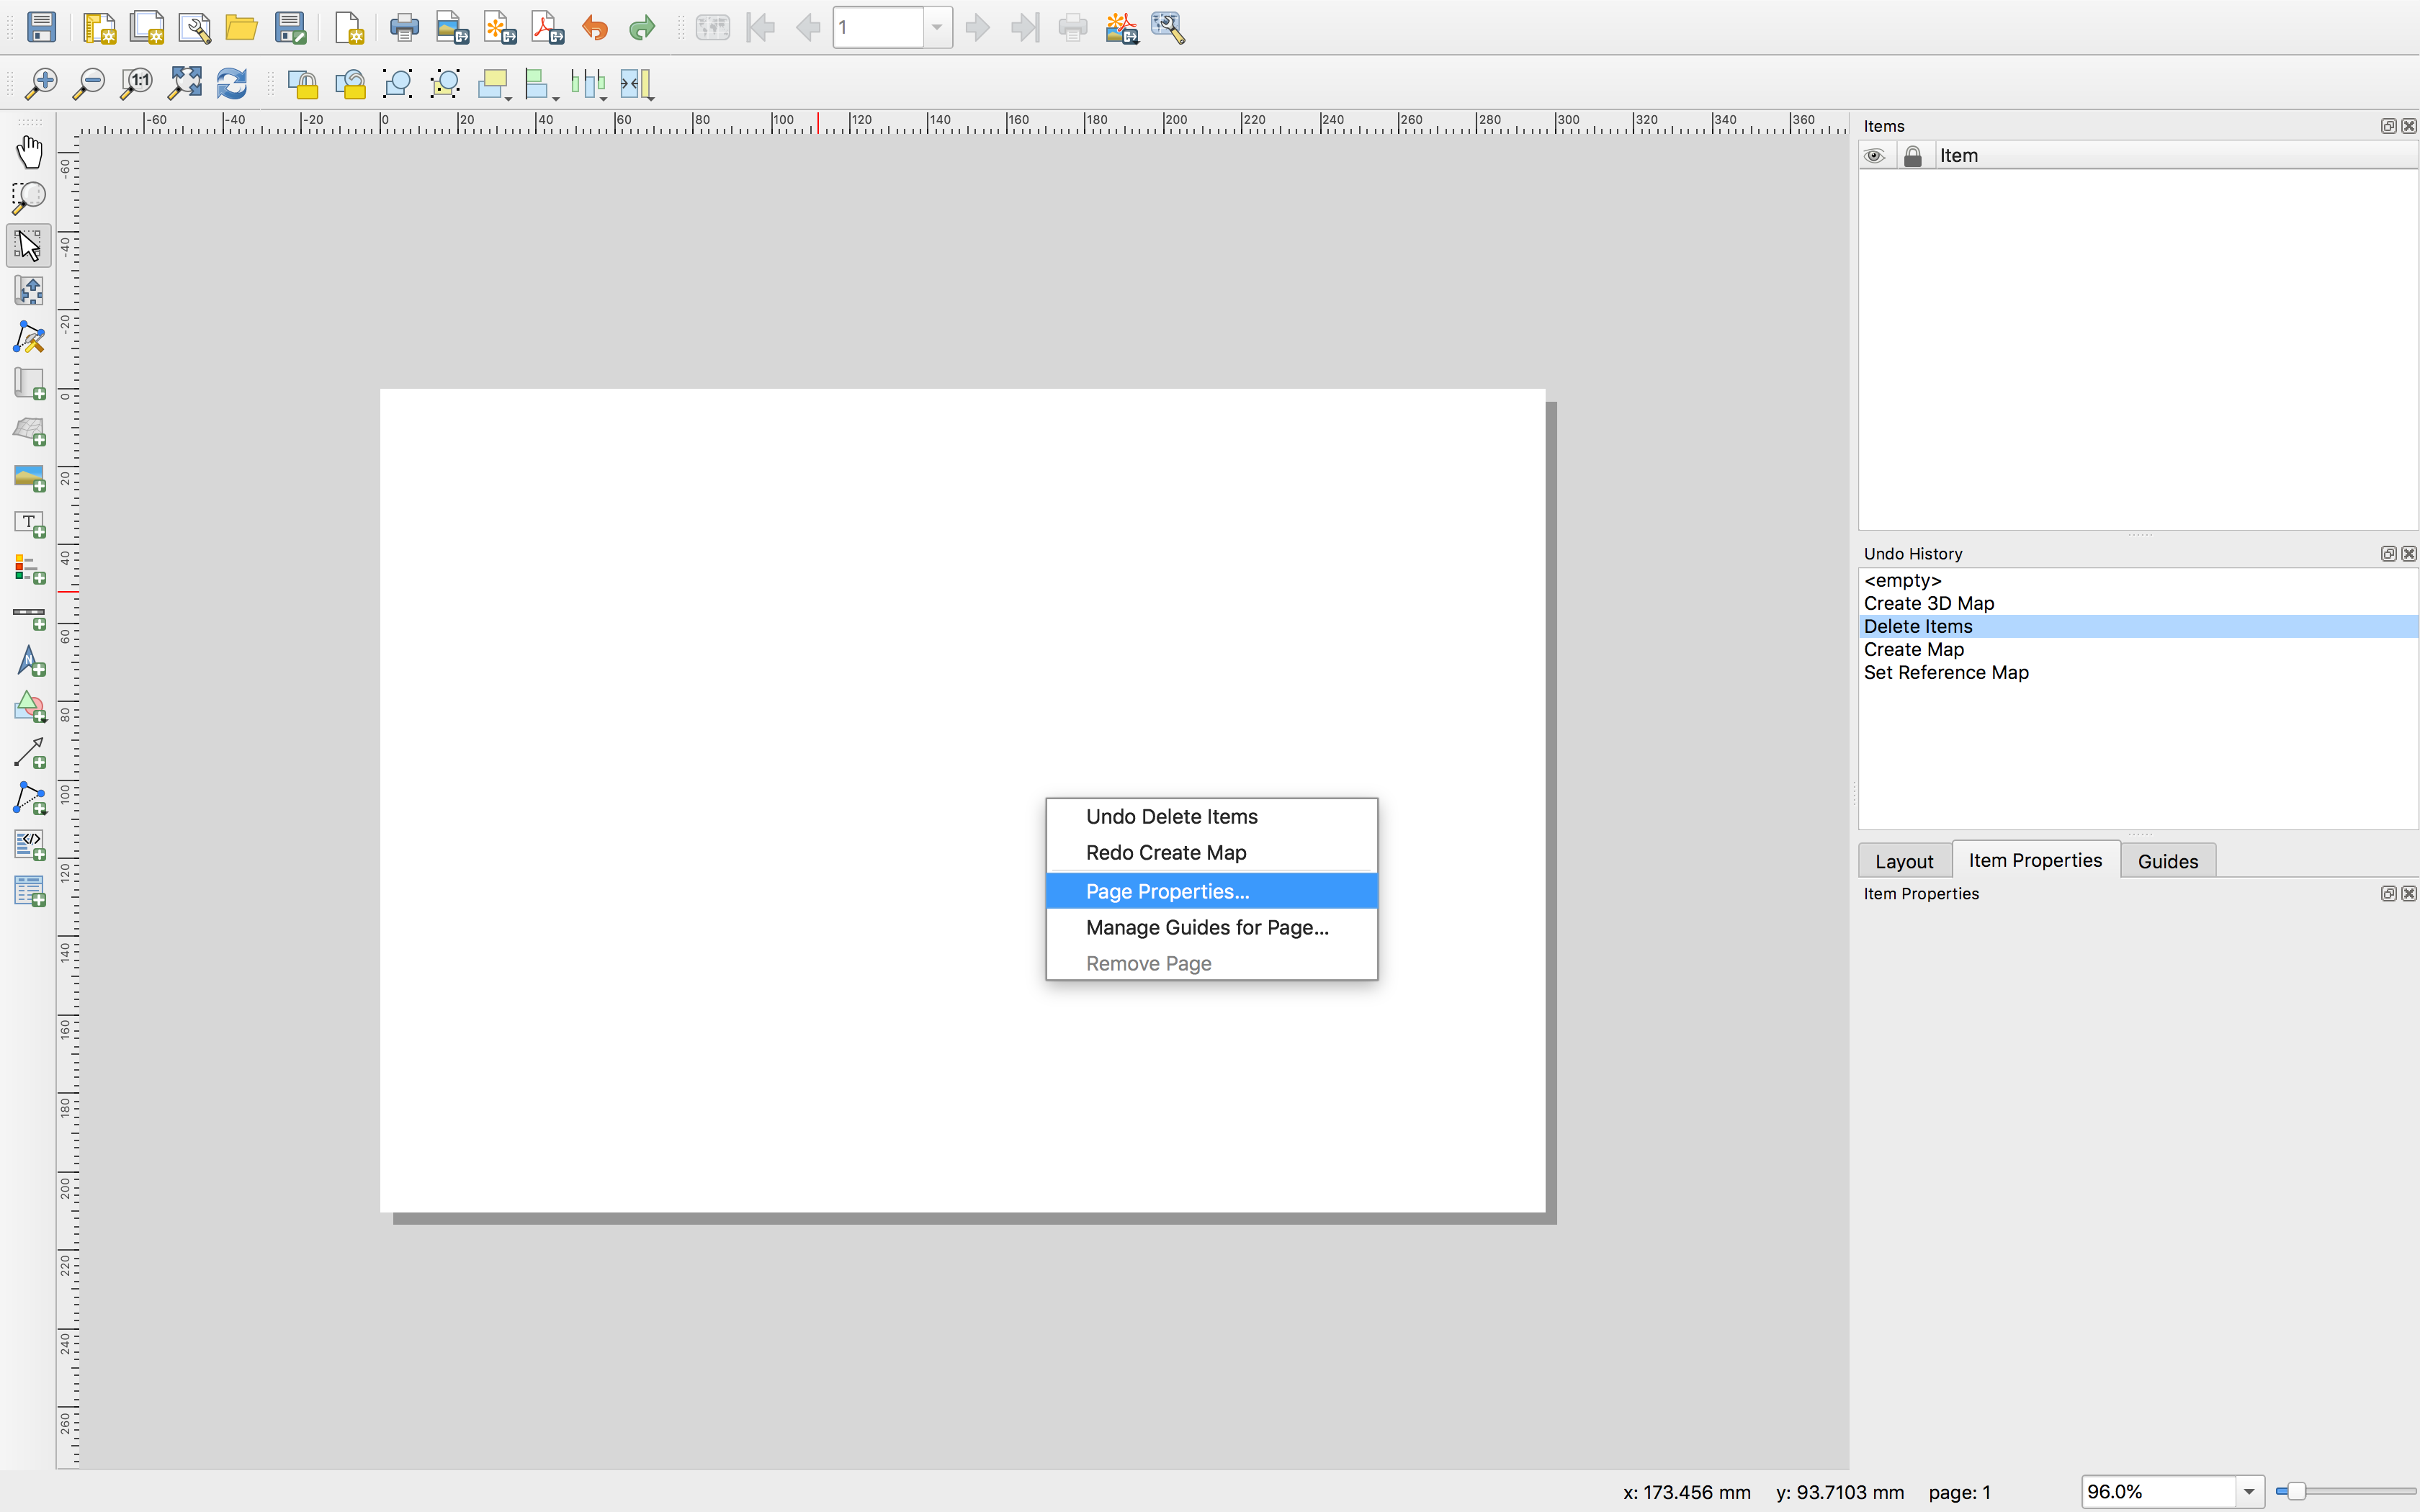 1
1:1
-60 -40 -20 0 20 40 60 80 100 120 140 160 180 200 220 240 260 280 300 320 340 360
-60
-40
-20
0
20
40
60
80
100
120
140
160
180
200
220
240
260
T
N
</>
Undo Delete Items
Redo Create Map
Page Properties...
Manage Guides for Page...
Remove Page
Items
Item
Undo History
<empty>
Create 3D Map
Delete Items
Create Map
Set Reference Map
Layout Item Properties Guides
Item Properties
x: 173.456 mm y: 93.7103 mm page: 1 96.0%